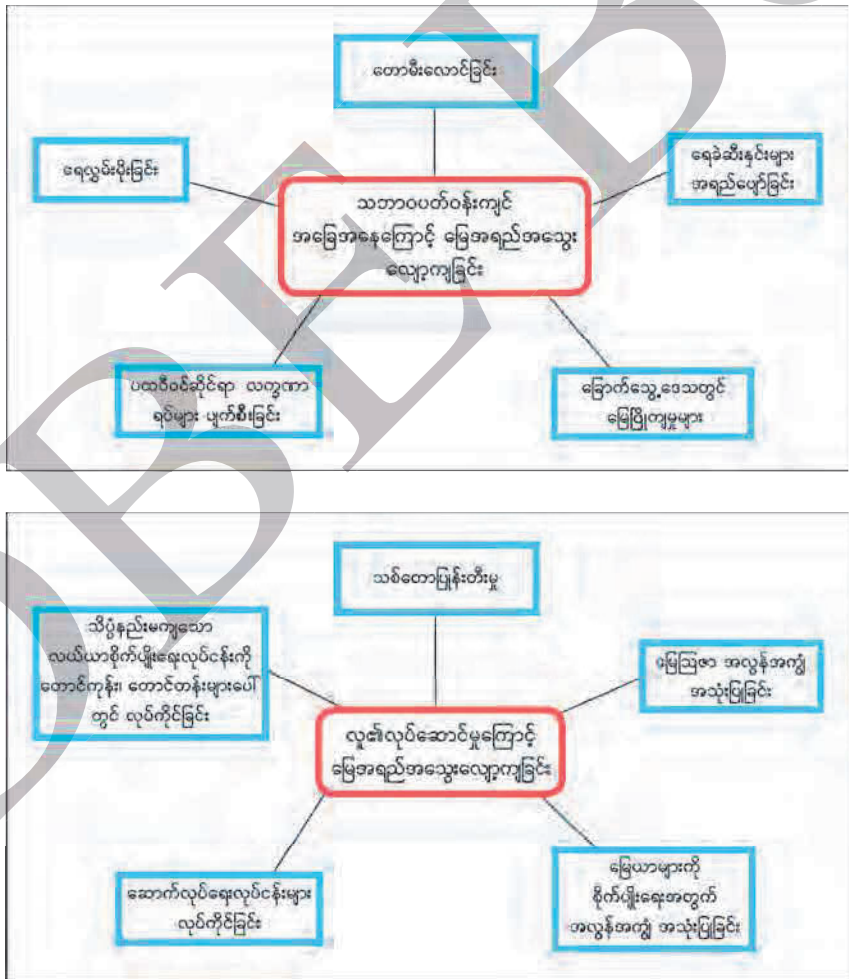 တောမီးလောင်ခြင်း
ရေလွှမ်းမိုးခြင်း
ရေခဲဆီးနှင်းများ
အရည်ပျော်ခြင်း
သဘာဝပတ်ဝန်းကျင်
အခြေအနေကြောင့် မြေအရည်အသွေး
လျော့ကျခြင်း
ပထဝီဝင်ဆိုင်ရာ လက္ခဏာ
ရပ်များ ပျက်စီးခြင်း
ခြောက်သွေ့ဒေသတွင်
မြေပြိုကျမှုများ
သစ်တောပြုန်းတီးမှု
သိပ္ပံနည်းမကျသော
လယ်ယာစိုက်ပျိုးရေးလုပ်ငန်းကို
တောင်ကုန်း၊ တောင်တန်းများပေါ်
တွင် လုပ်ကိုင်ခြင်း
မြေဩဇာ အလွန်အကျွံ
အသုံးပြုခြင်း
လူ၏လုပ်ဆောင်မှုကြောင့်
မြေအရည်အသွေးလျော့ကျခြင်း
ဆောက်လုပ်ရေးလုပ်ငန်းများ
လုပ်ကိုင်ခြင်း
မြေယာများကို
စိုက်ပျိုးရေးအတွက်
အလွန်အကျွံ အသုံးပြုခြင်း